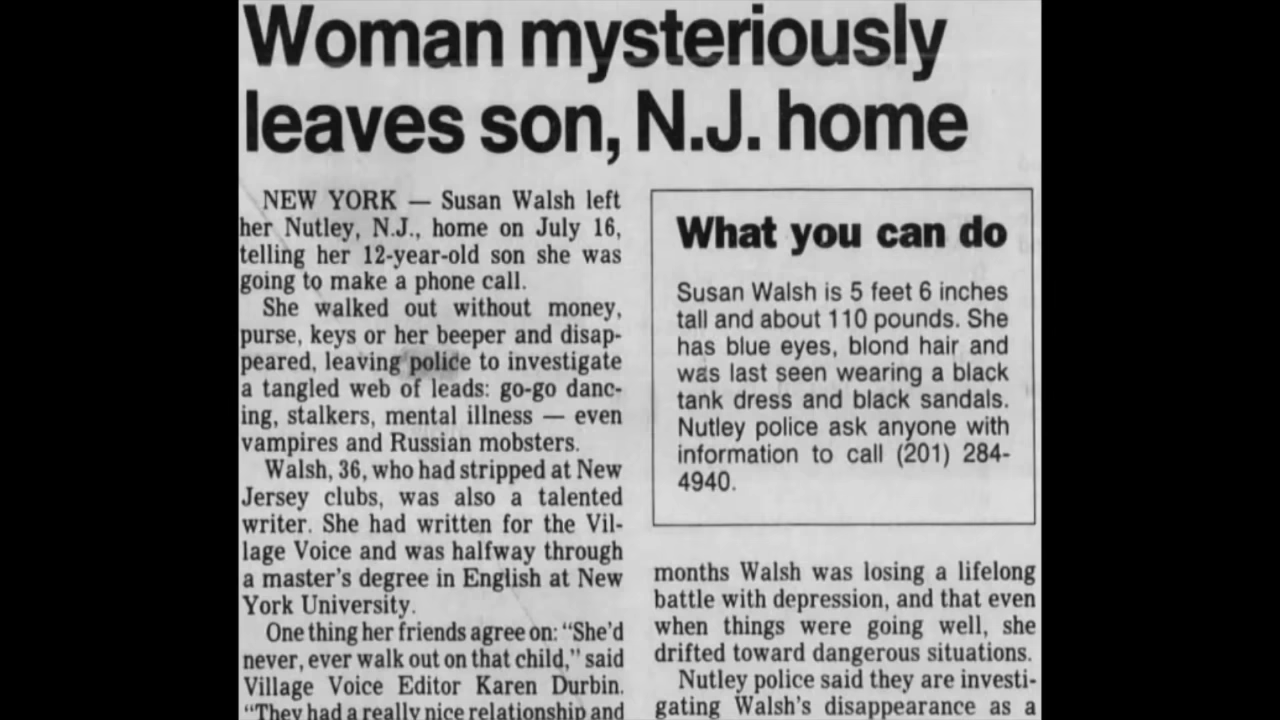 Woman mysteriously
leaves son, N.J. home
NEW YORK — Susan Walsh left
her Nutley, N.J., home on July 16,
telling her 12-year-old son she was
going to make a phone call.
She walked out without money,
purse, keys or her beeper and disap-
peared, leaving police to investigate
a tangled web of leads: go-go danc-
ing, stalkers, mental illness — even
vampires and Russian mobsters.
Walsh, 36, who had stripped at New
Jersey clubs, was also a talented
writer. She had written for the Vil-
lage Voice and was halfway through
a master's degree in English at New
York University.
One thing her friends agree on: "She'd
never, ever walk out on that child," said
Village Voice Editor Karen Durbin.
"They had a really nice relationship and
What you can do
Susan Walsh is 5 feet 6 inches
tall and about 110 pounds. She
has blue eyes, blond hair and
was last seen wearing a black
tank dress and black sandals.
Nutley police ask anyone with
information to call (201) 284-
4940.
months Walsh was losing a lifelong
battle with depression, and that even
when things were going well, she
drifted toward dangerous situations.
Nutley police said they are investi-
gating Walsh's disappearance as a